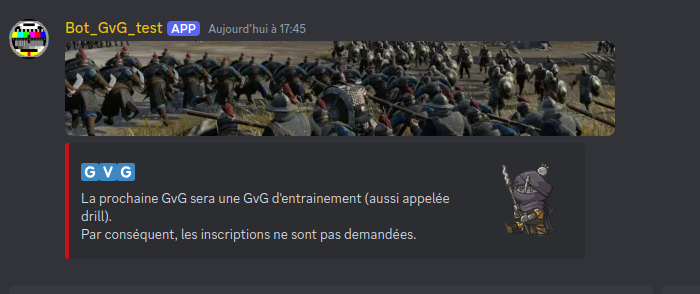 Bot_GvG_test APP Aujourd'hui à 17:45
G V G
La prochaine GvG sera une GvG d'entrainement (aussi appelée
drill).
Par conséquent, les inscriptions ne sont pas demandées.